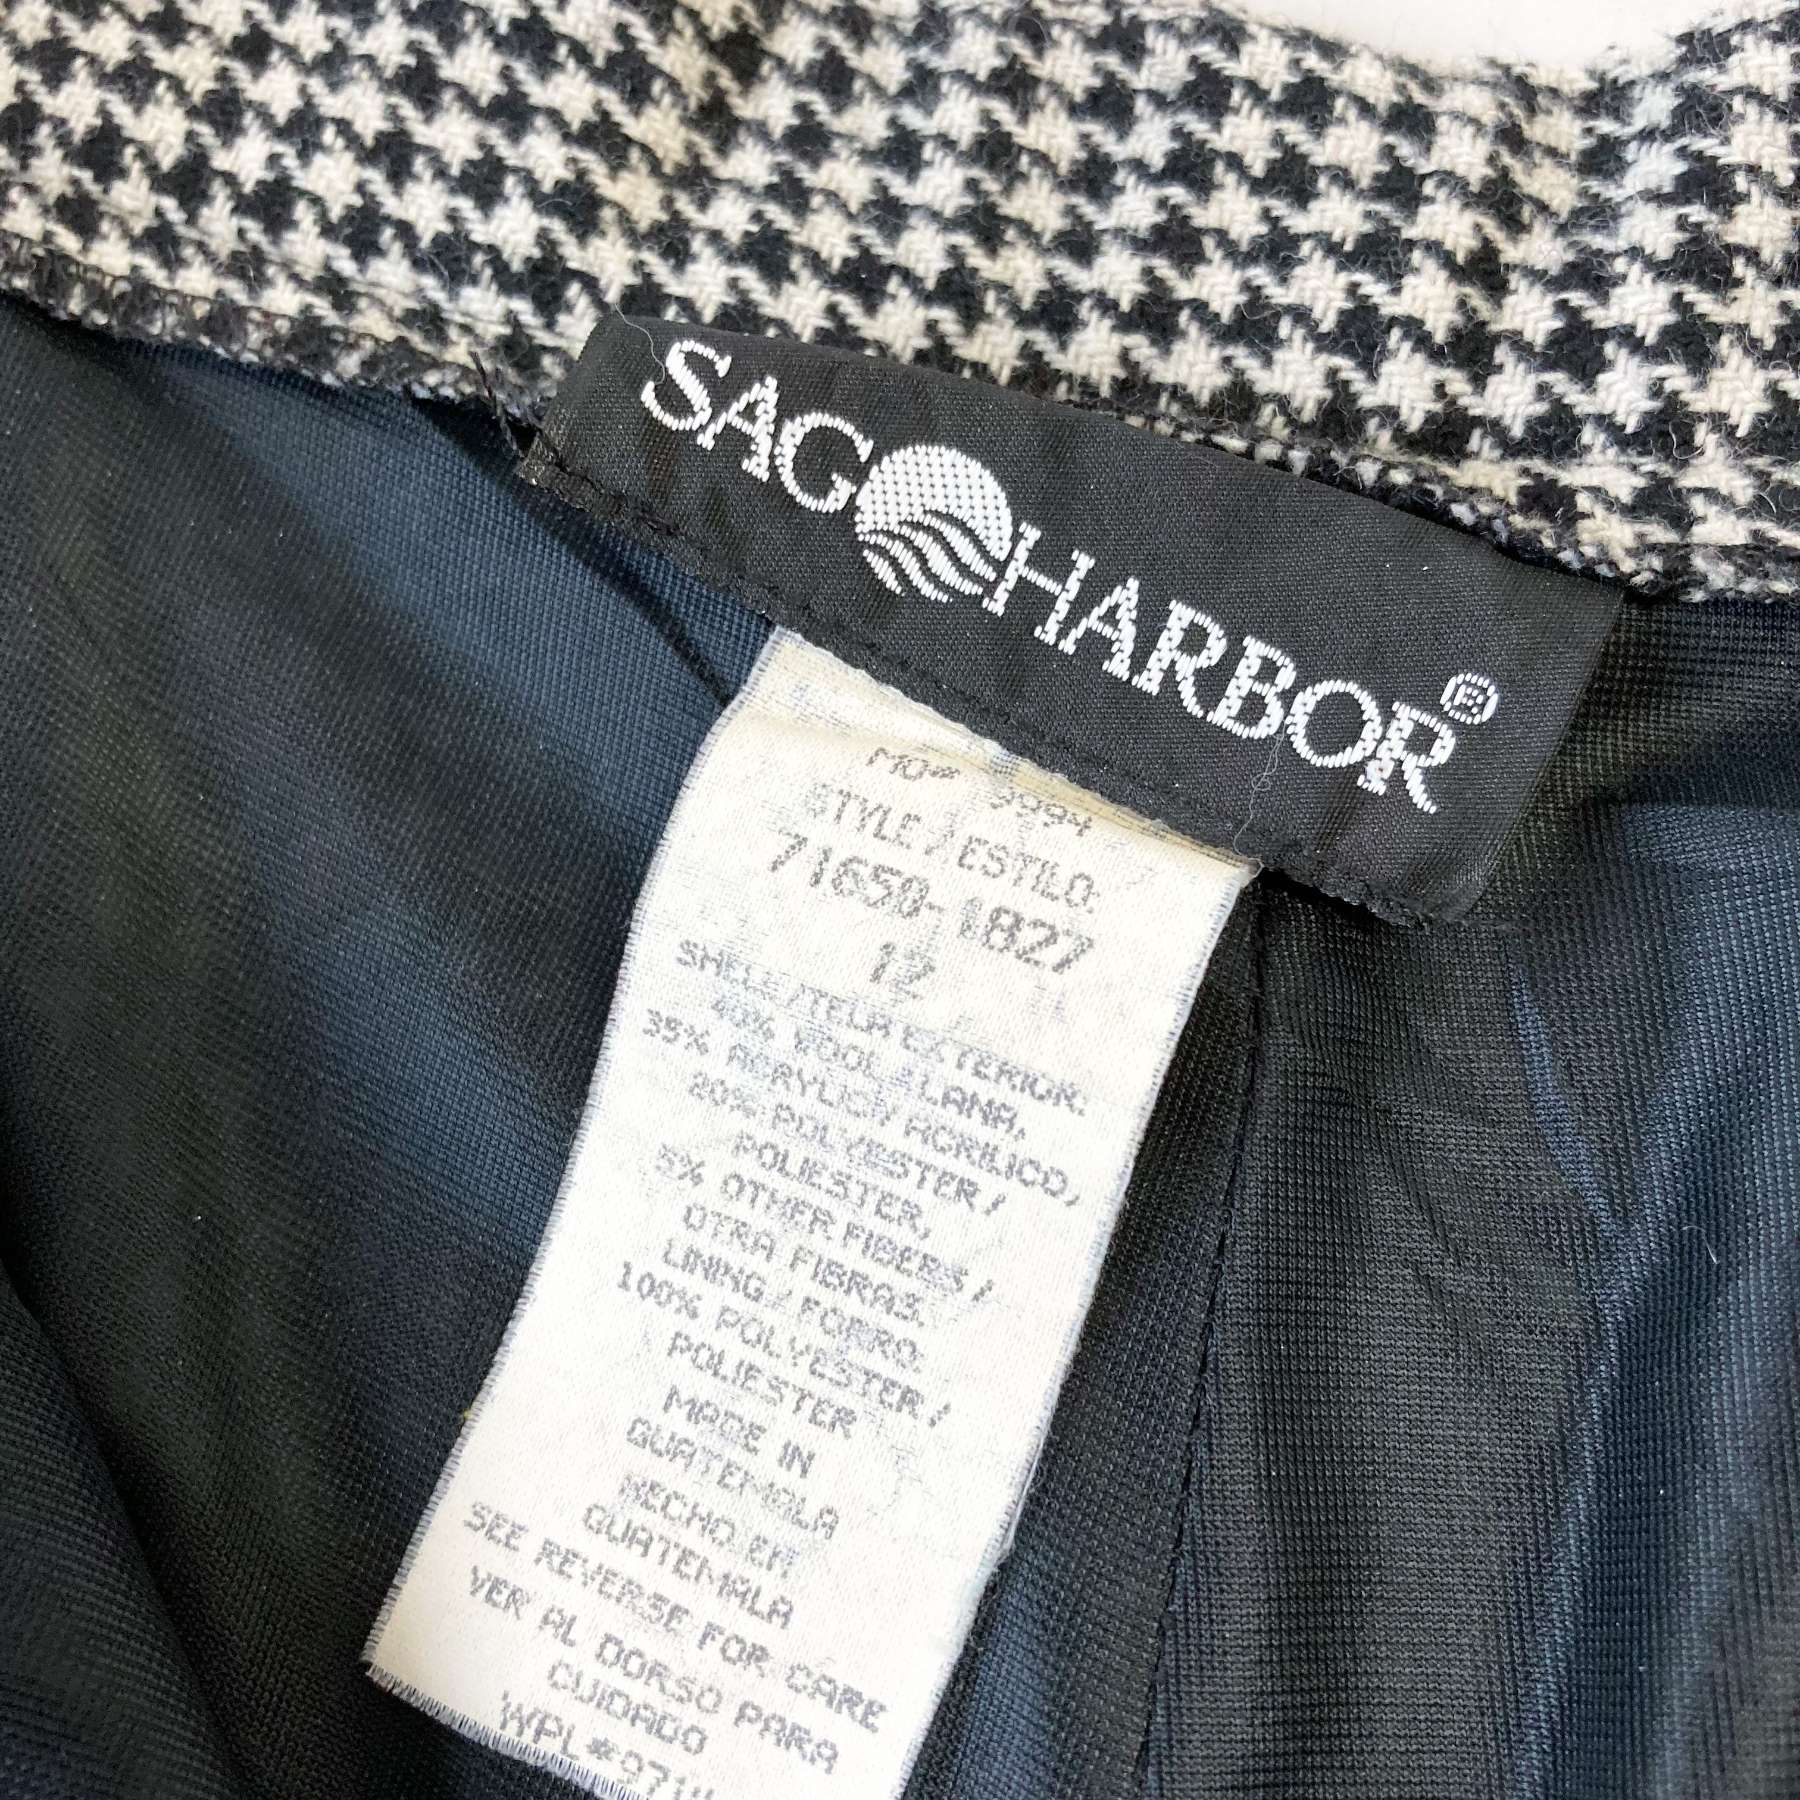 SAG HARBOR®
MO# 9994
STYLE/ESTILO:
71650-1827
12
SHELL/TELA EXTERIOR:
40% WOOL/LANA,
35% ACRYLIC/ACRILICO,
20% POLYESTER/
POLIESTER,
5% OTHER FIBERS/
OTRA FIBRAS.
LINING/FORRO:
100% POLYESTER/
POLIESTER
MADE IN
GUATEMALA
HECHO EN
GUATEMALA
SEE REVERSE FOR CARE
VER AL DORSO PARA
CUIDADO